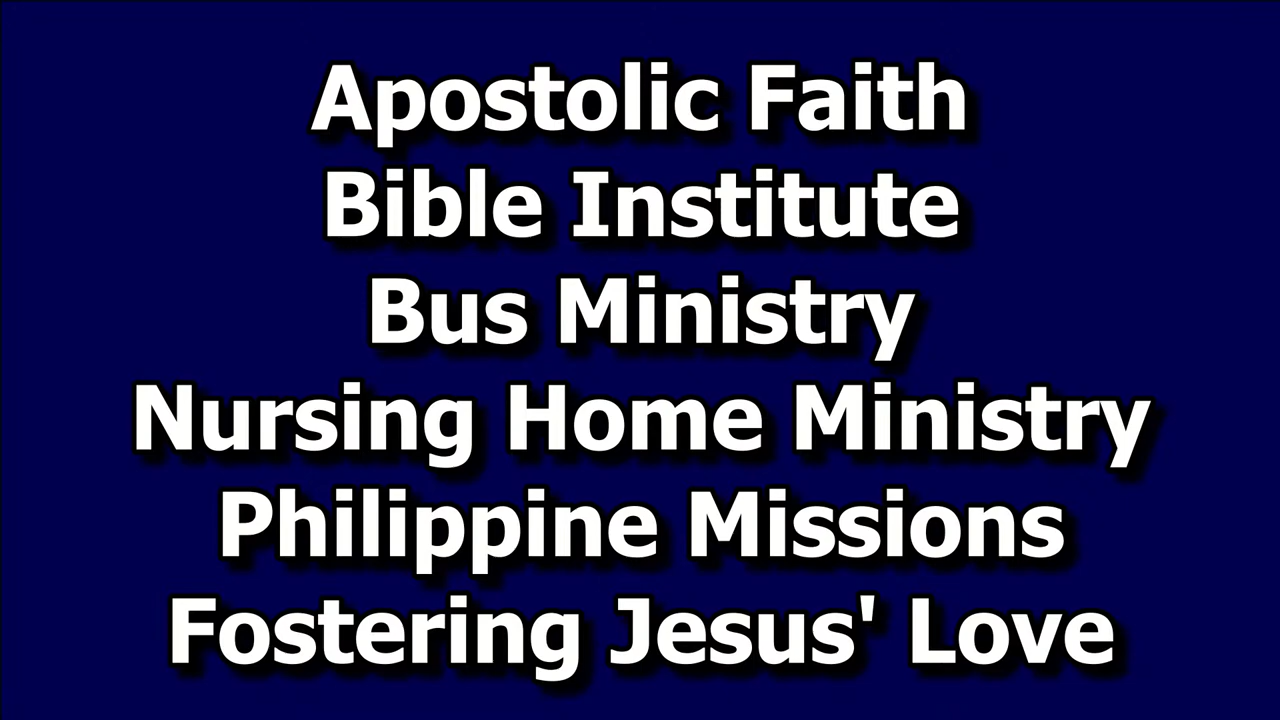 Apostolic Faith
Bible Institute
Bus Ministry
Nursing Home Ministry
Philippine Missions
Fostering Jesus' Love